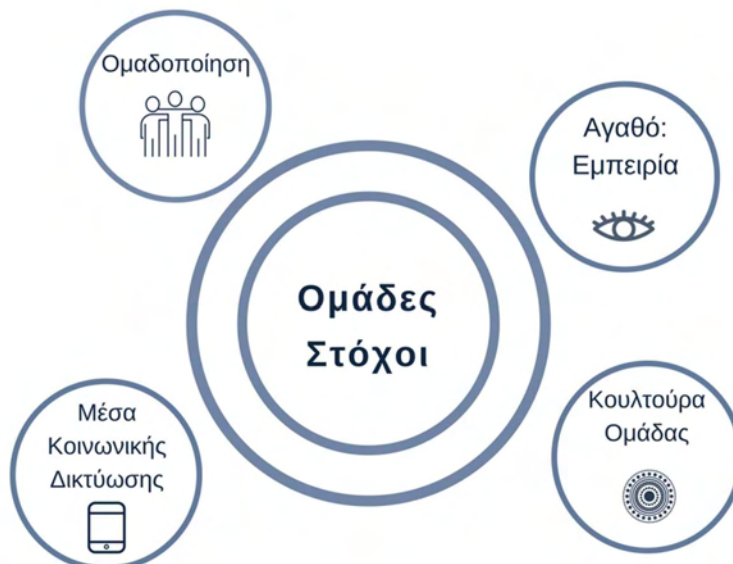 Ομαδοποίηση
Αγαθό:
Εμπειρία
Ομάδες
Στόχοι
Μέσα
Κοινωνικής
Δικτύωσης
Κουλτούρα
Ομάδας